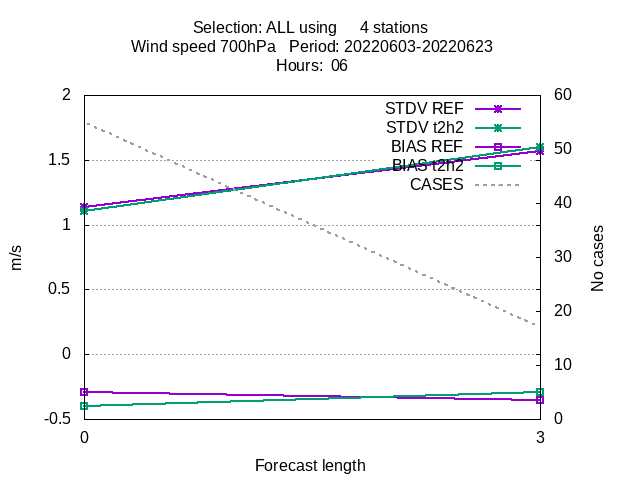 Selection: ALL using 4 stations
Wind speed 700hPa Period: 20220603-20220623
Hours: 06
2
1.5
1
0.5
0
-0.5
m/s
60
50
40
30
20
10
0
No cases
STDV REF
STDV t2h2
BIAS REF
BIAS t2h2
CASES
0
3
Forecast length